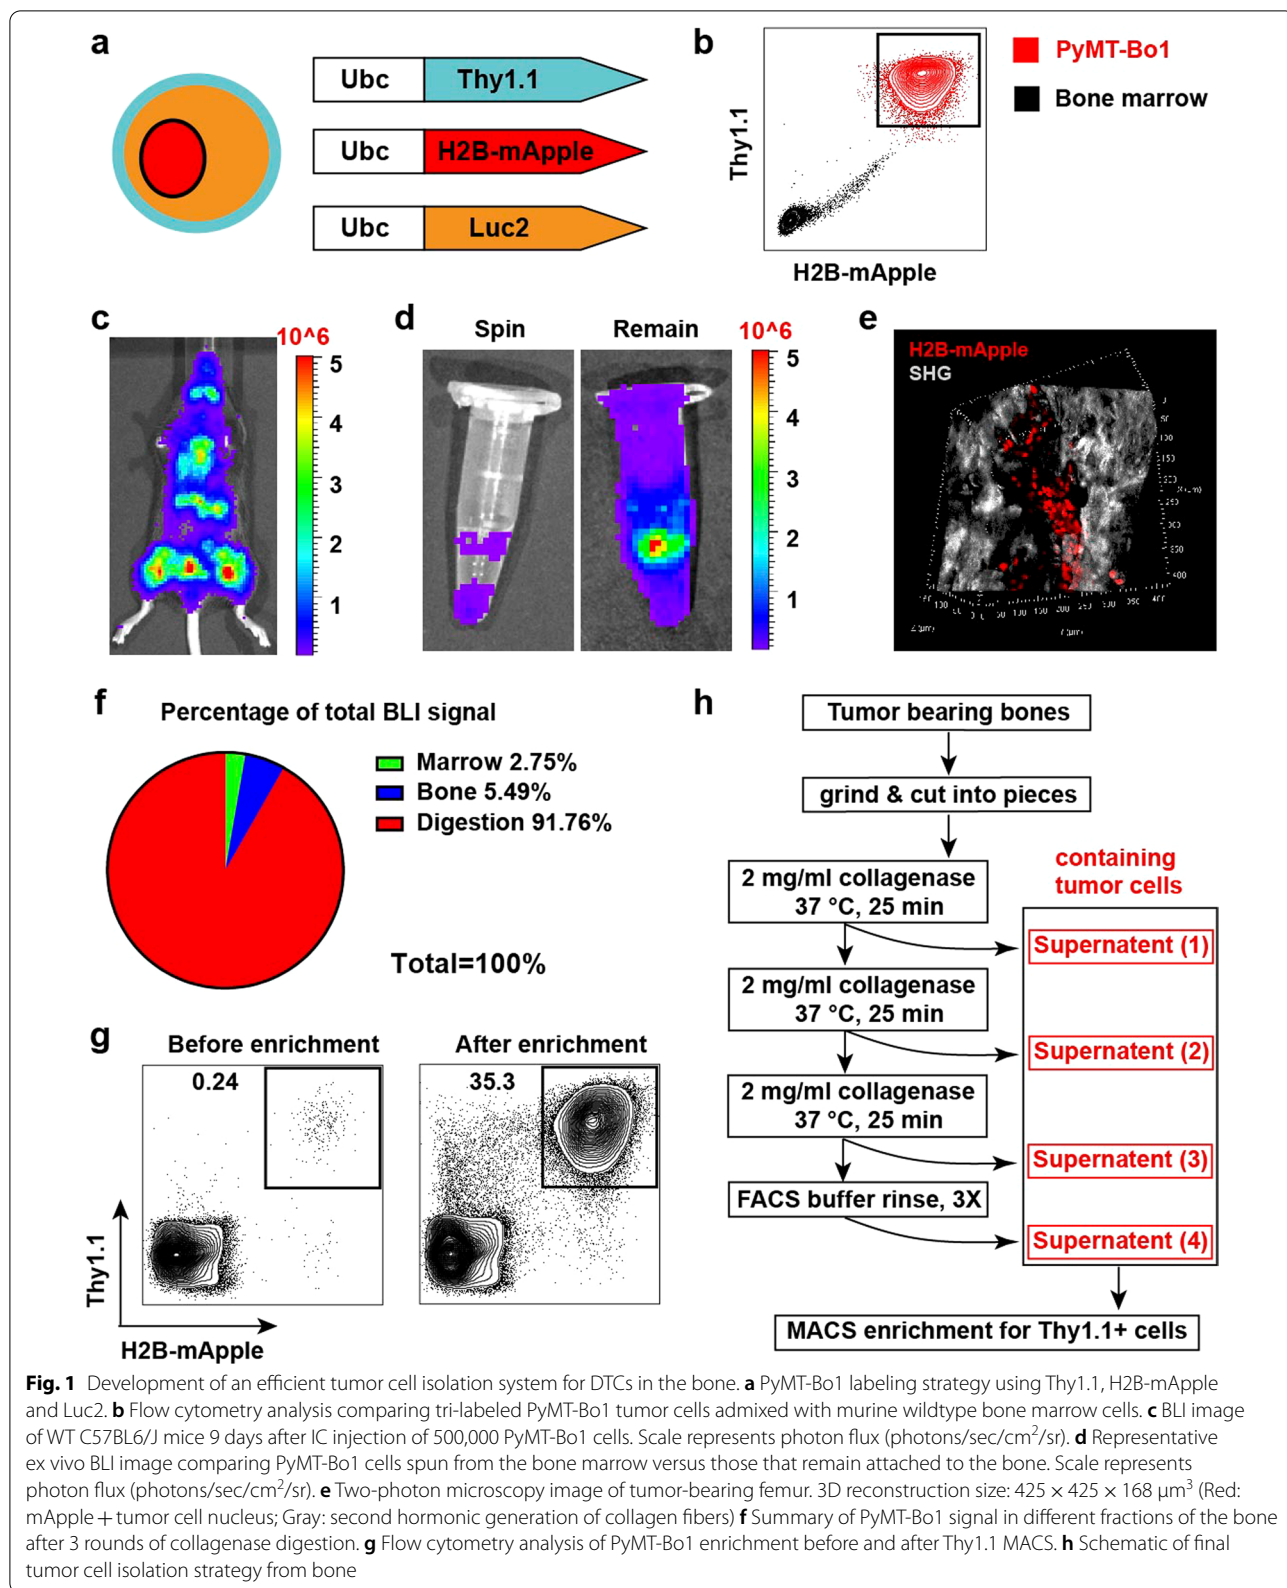 a
Ubc Thy1.1
Ubc H2B-mApple
Ubc Luc2
b
Thy1.1
H2B-mApple
PyMT-Bo1
Bone marrow
c
10^6
5
4
3
2
1
d
Spin Remain
10^6
5
4
3
2
1
e
H2B-mApple
SHG
f
Percentage of total BLI signal
Marrow 2.75%
Bone 5.49%
Digestion 91.76%
Total=100%
g
Before enrichment After enrichment
0.24 35.3
Thy1.1
H2B-mApple
h
Tumor bearing bones
grind & cut into pieces
2 mg/ml collagenase
37 °C, 25 min
containing
tumor cells
Supernatent (1)
2 mg/ml collagenase
37 °C, 25 min
Supernatent (2)
2 mg/ml collagenase
37 °C, 25 min
Supernatent (3)
FACS buffer rinse, 3X
Supernatent (4)
MACS enrichment for Thy1.1+ cells
Fig. 1 Development of an efficient tumor cell isolation system for DTCs in the bone. a PyMT-Bo1 labeling strategy using Thy1.1, H2B-mApple
and Luc2. b Flow cytometry analysis comparing tri-labeled PyMT-Bo1 tumor cells admixed with murine wildtype bone marrow cells. c BLI image
of WT C57BL6/J mice 9 days after IC injection of 500,000 PyMT-Bo1 cells. Scale represents photon flux (photons/sec/cm²/sr). d Representative
ex vivo BLI image comparing PyMT-Bo1 cells spun from the bone marrow versus those that remain attached to the bone. Scale represents
photon flux (photons/sec/cm²/sr). e Two-photon microscopy image of tumor-bearing femur. 3D reconstruction size: 425 × 425 × 168 μm³ (Red:
mApple + tumor cell nucleus; Gray: second hormonic generation of collagen fibers) f Summary of PyMT-Bo1 signal in different fractions of the bone
after 3 rounds of collagenase digestion. g Flow cytometry analysis of PyMT-Bo1 enrichment before and after Thy1.1 MACS. h Schematic of final
tumor cell isolation strategy from bone